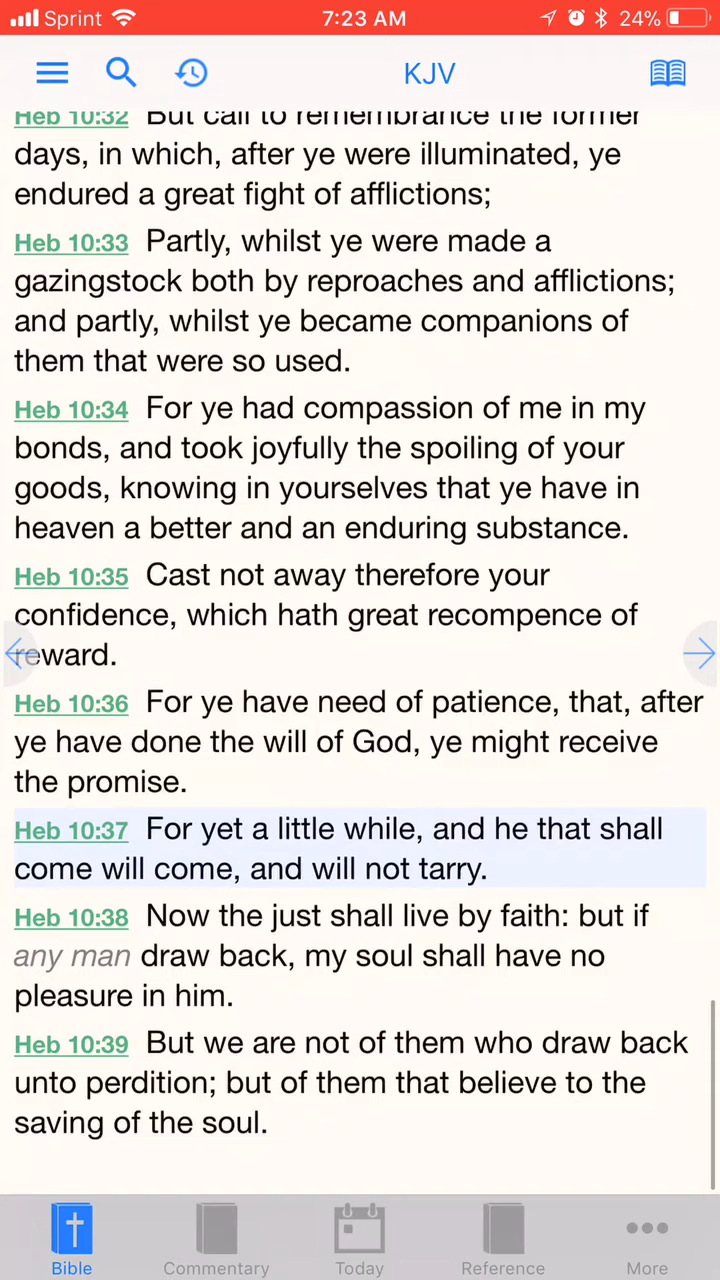 Sprint 7:23 AM 24%
KJV
Heb 10:32 But call to remembrance the former
days, in which, after ye were illuminated, ye
endured a great fight of afflictions;
Heb 10:33 Partly, whilst ye were made a
gazingstock both by reproaches and afflictions;
and partly, whilst ye became companions of
them that were so used.
Heb 10:34 For ye had compassion of me in my
bonds, and took joyfully the spoiling of your
goods, knowing in yourselves that ye have in
heaven a better and an enduring substance.
Heb 10:35 Cast not away therefore your
confidence, which hath great recompence of
reward.
Heb 10:36 For ye have need of patience, that, after
ye have done the will of God, ye might receive
the promise.
Heb 10:37 For yet a little while, and he that shall
come will come, and will not tarry.
Heb 10:38 Now the just shall live by faith: but if
any man draw back, my soul shall have no
pleasure in him.
Heb 10:39 But we are not of them who draw back
unto perdition; but of them that believe to the
saving of the soul.
Bible Commentary Today Reference More